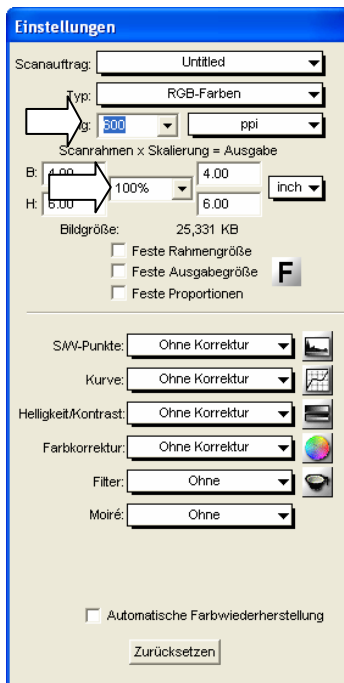 Einstellungen
Scanauftrag: Untitled
Typ: RGB-Farben
g: 600 ppi
Scanrahmen x Skalierung = Ausgabe
B: 4.00 100% 4.00 inch
H: 6.00 6.00
Bildgröße: 25,331 KB
Feste Rahmengröße
Feste Ausgabegröße F
Feste Proportionen
S/W-Punkte: Ohne Korrektur
Kurve: Ohne Korrektur
Helligkeit/Kontrast: Ohne Korrektur
Farbkorrektur: Ohne Korrektur
Filter: Ohne
Moiré: Ohne
Automatische Farbwiederherstellung
Zurücksetzen